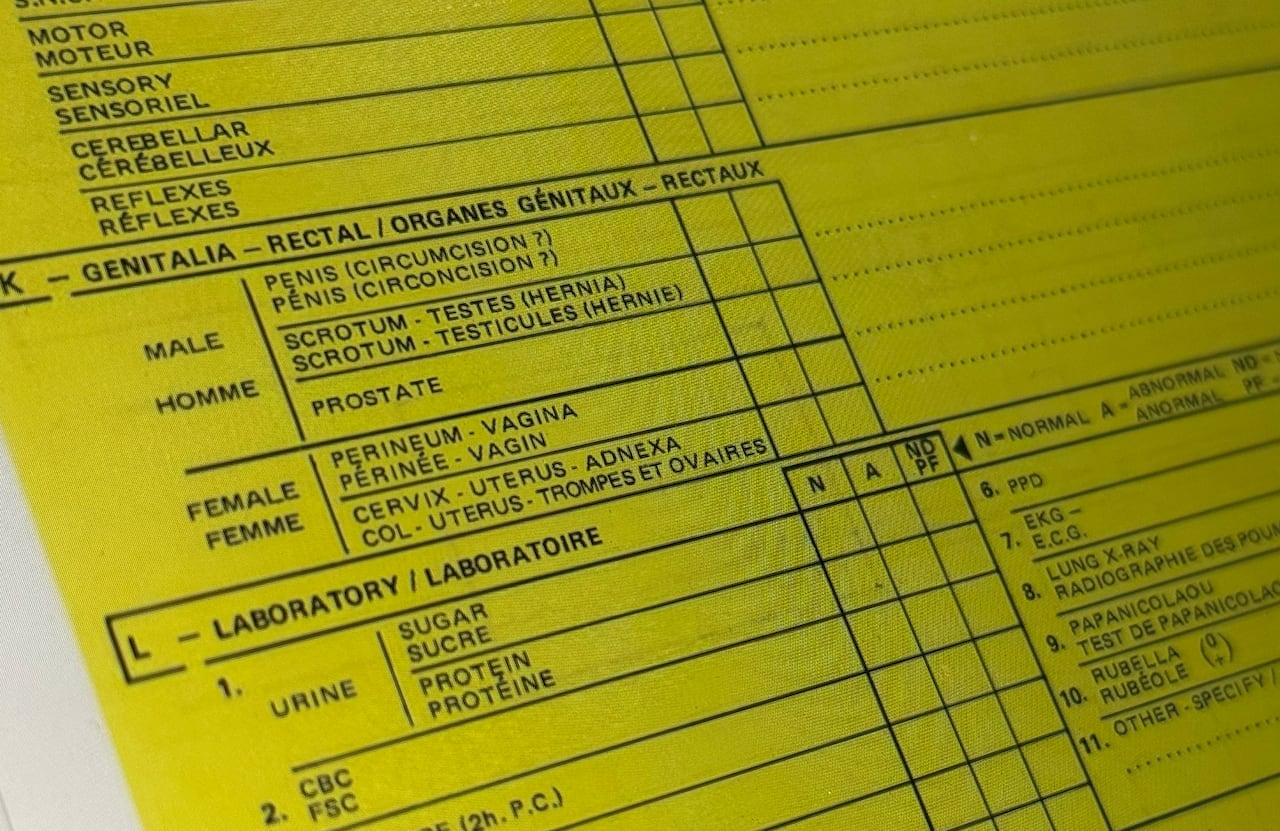 MOTOR
MOTEUR
SENSORY
SENSORIEL
CEREBELLAR
CÉRÉBELLEUX
REFLEXES
RÉFLEXES
K – GENITALIA – RECTAL / ORGANES GÉNITAUX – RECTAUX
MALE
HOMME
PENIS (CIRCUMCISION ?)
PÉNIS (CIRCONCISION ?)
SCROTUM - TESTES (HERNIA)
SCROTUM - TESTICULES (HERNIE)
PROSTATE
FEMALE
FEMME
PERINEUM - VAGINA
PÉRINÉE - VAGIN
CERVIX - UTERUS - ADNEXA
COL - UTERUS - TROMPES ET OVAIRES
N A ND
PF
◀ N = NORMAL A = ABNORMAL ND =
ANORMAL PF =
L – LABORATORY / LABORATOIRE
1. URINE
SUGAR
SUCRE
PROTEIN
PROTÉINE
2. CBC
FSC
(2h. P.C.)
6. PPD
7. EKG –
E.C.G.
8. LUNG X-RAY
RADIOGRAPHIE DES
9. PAPANICOLAOU
TEST DE
10. RUBELLA
RUBÉOLE
11. OTHER - SPECIFY /